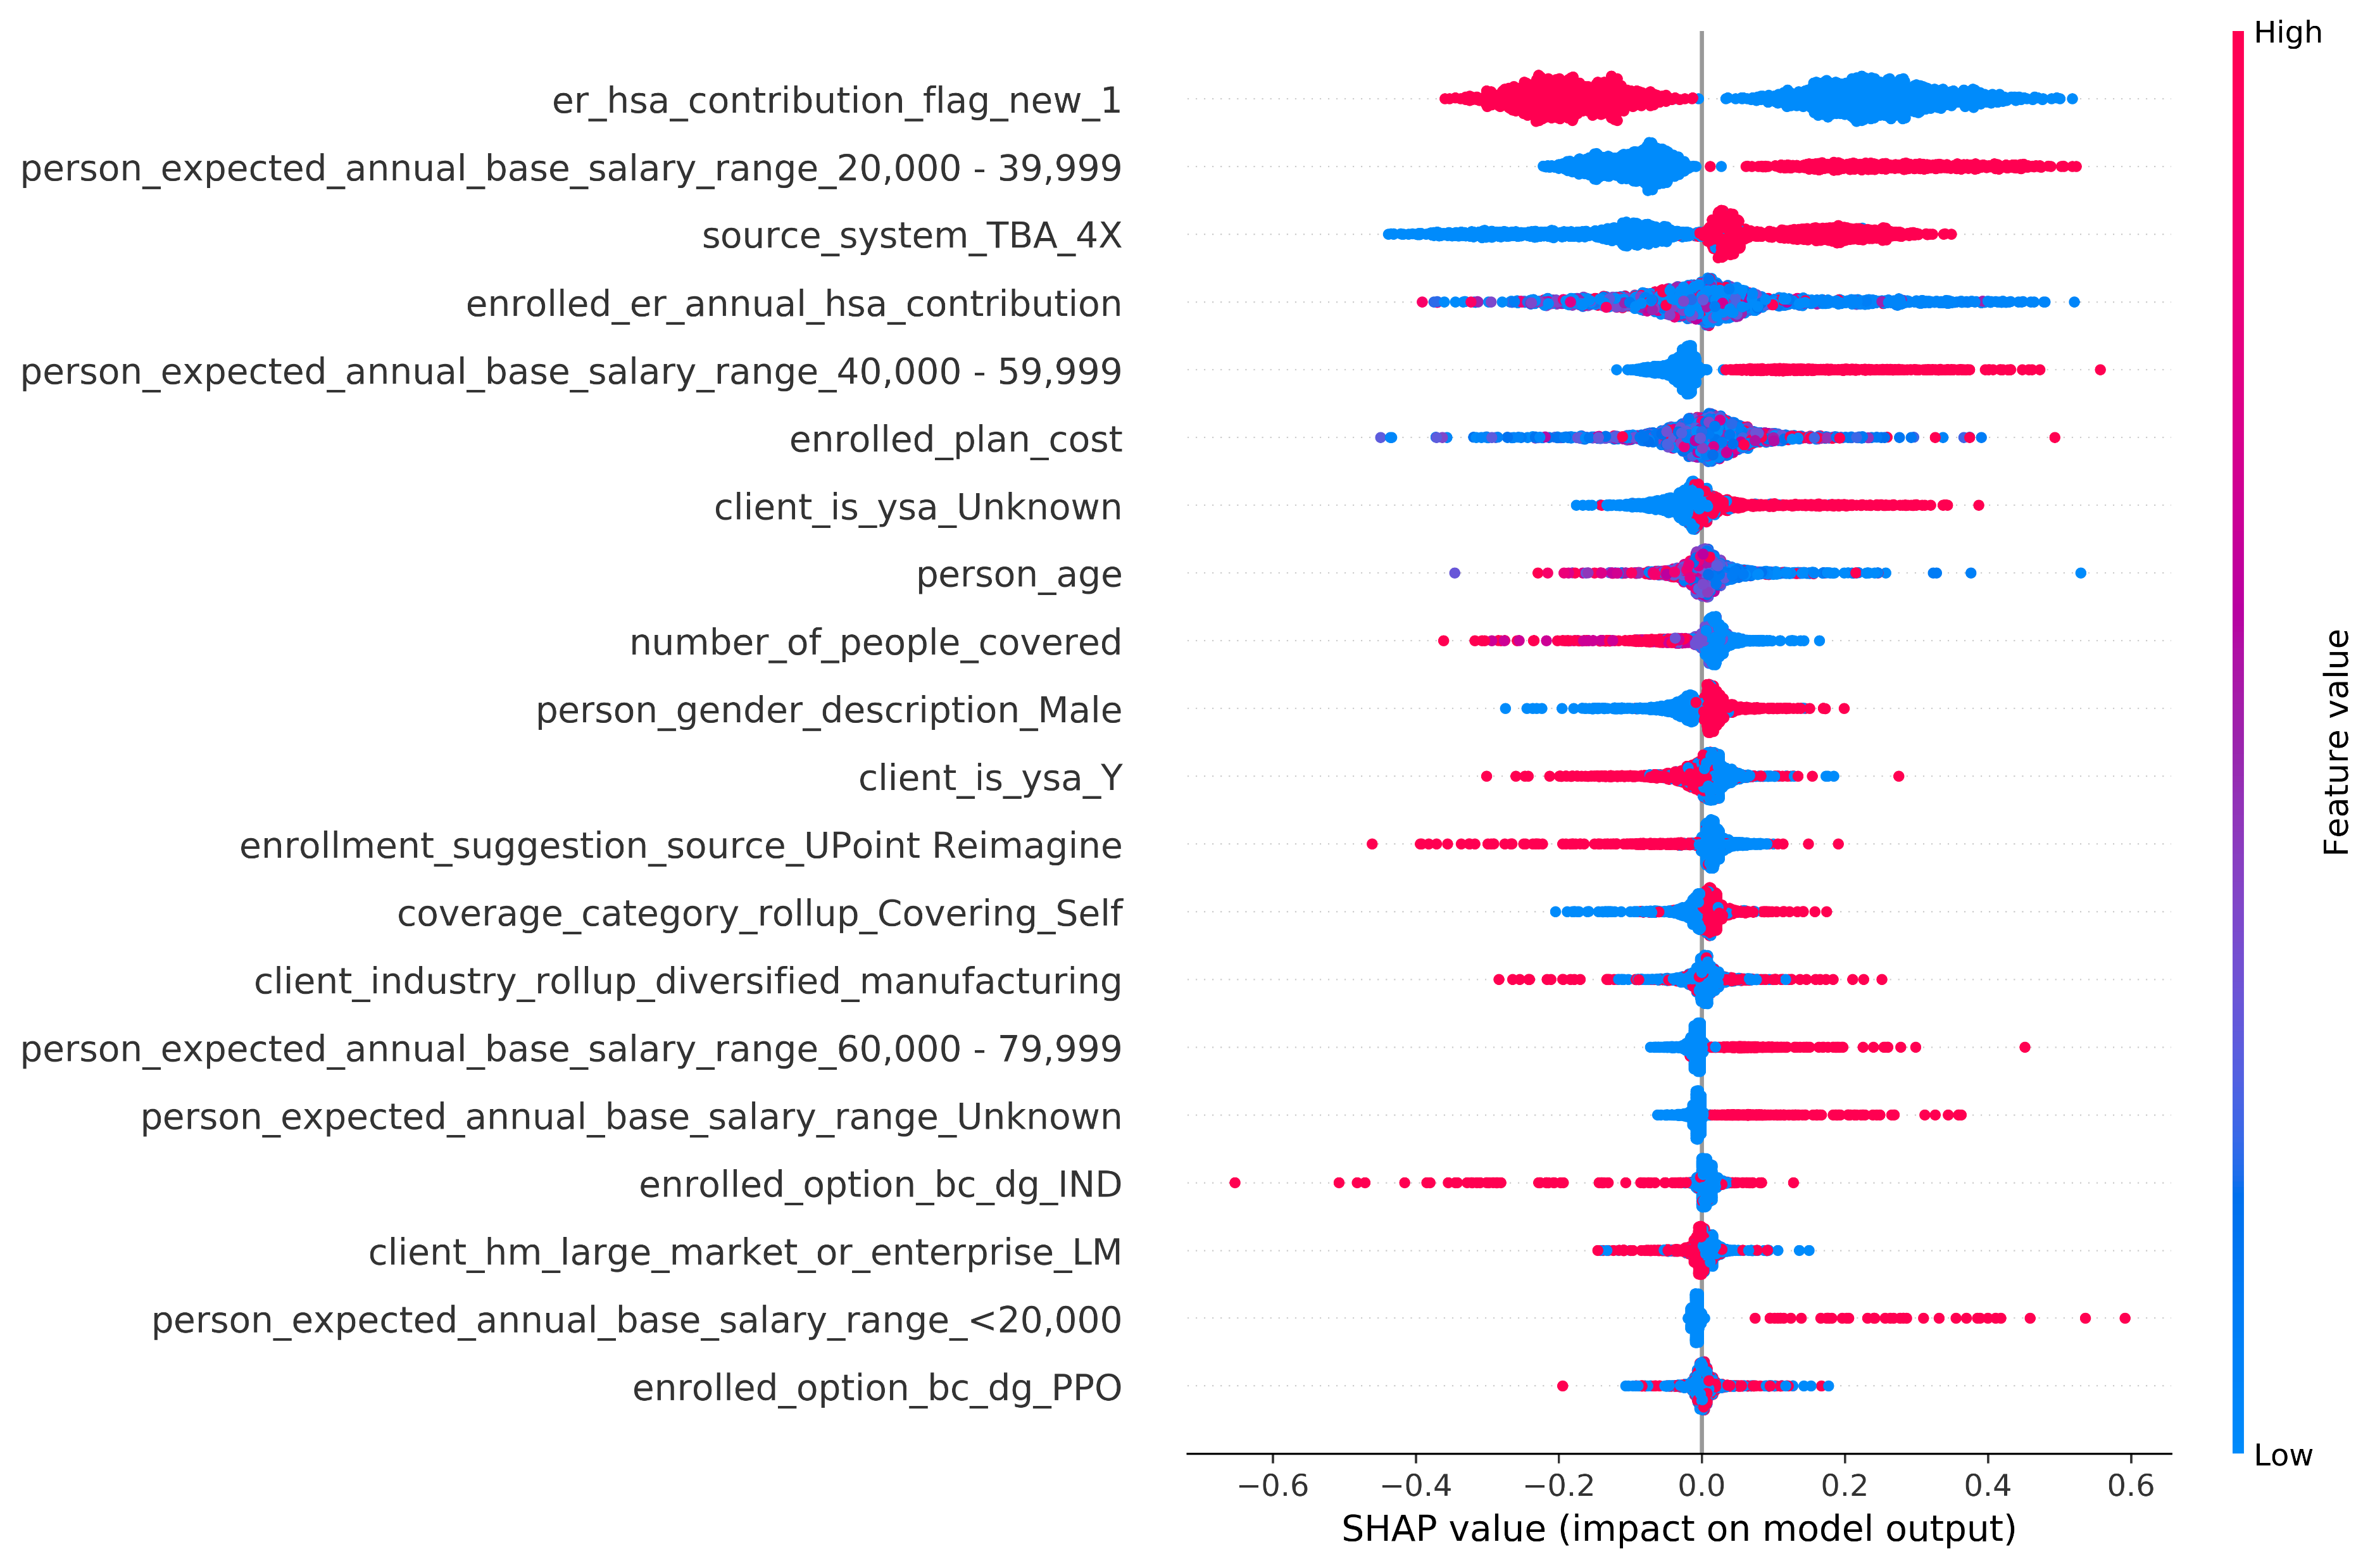 High
er_hsa_contribution_flag_new_1
person_expected_annual_base_salary_range_20,000 - 39,999
source_system_TBA_4X
enrolled_er_annual_hsa_contribution
person_expected_annual_base_salary_range_40,000 - 59,999
enrolled_plan_cost
client_is_ysa_Unknown
person_age
number_of_people_covered
person_gender_description_Male
client_is_ysa_Y
enrollment_suggestion_source_UPoint Reimagine
coverage_category_rollup_Covering_Self
client_industry_rollup_diversified_manufacturing
person_expected_annual_base_salary_range_60,000 - 79,999
person_expected_annual_base_salary_range_Unknown
enrolled_option_bc_dg_IND
client_hm_large_market_or_enterprise_LM
person_expected_annual_base_salary_range_<20,000
enrolled_option_bc_dg_PPO
Feature value
Low
−0.6 −0.4 −0.2 0.0 0.2 0.4 0.6
SHAP value (impact on model output)